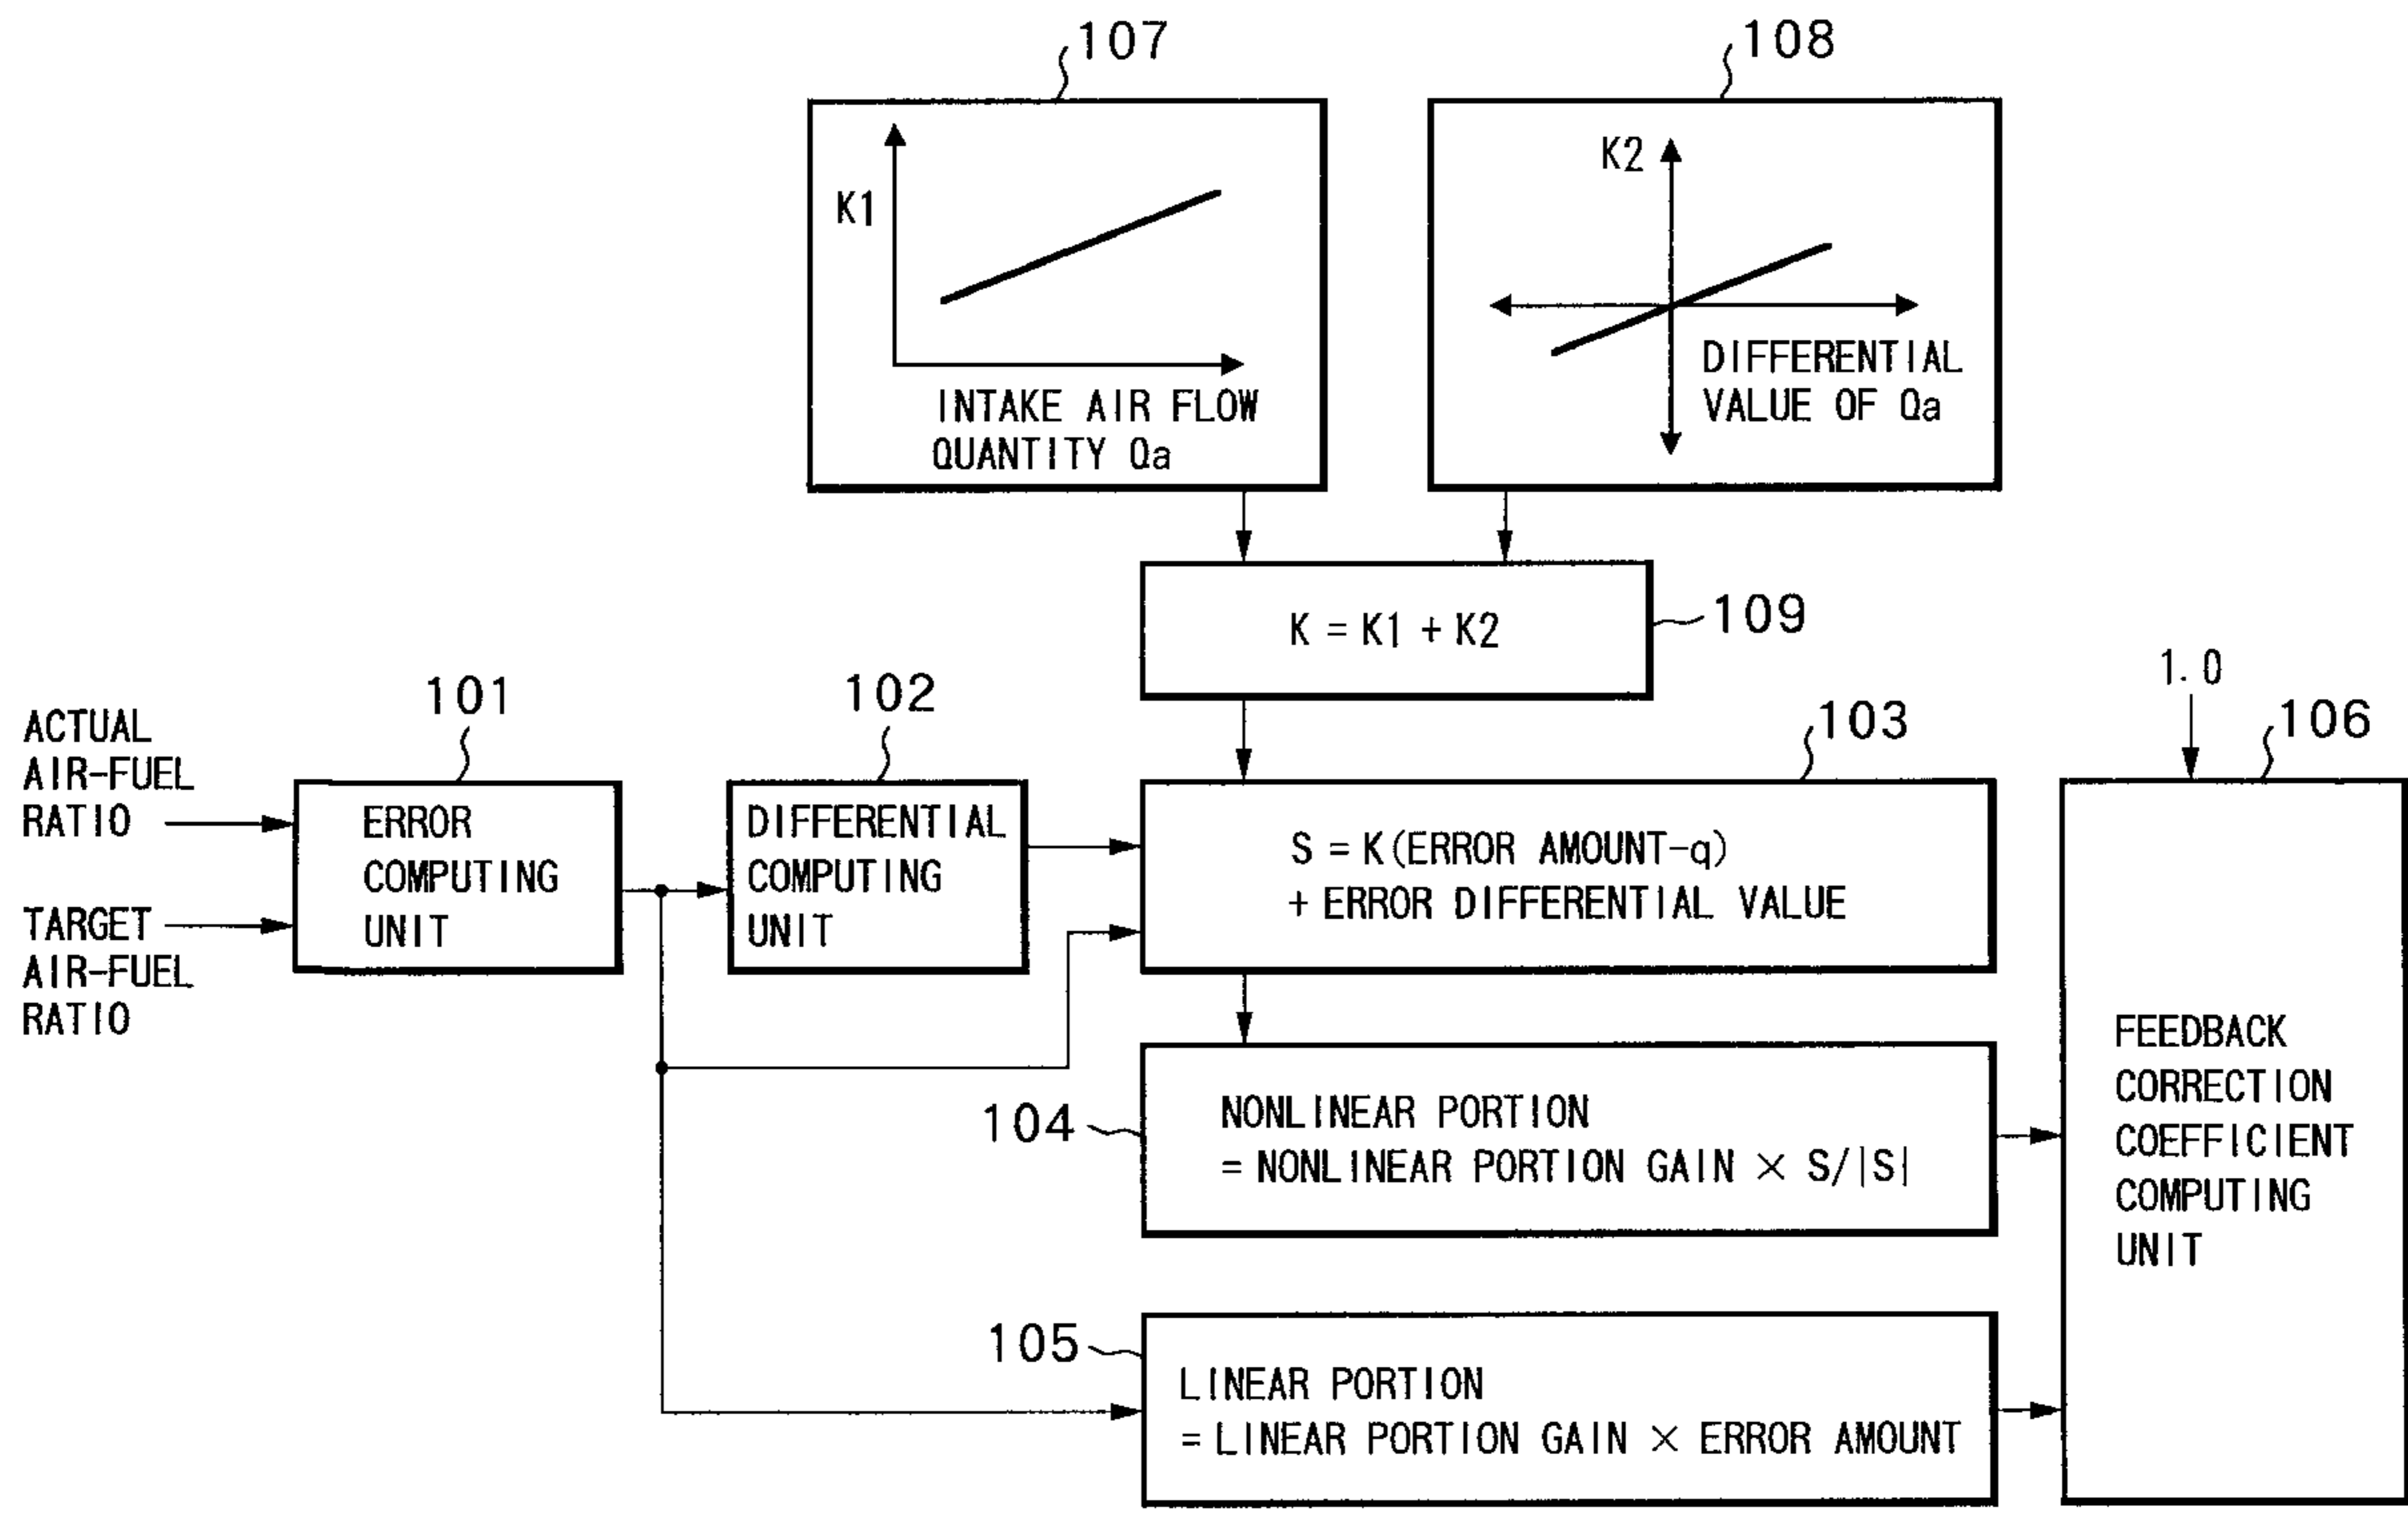 107
108
K1
INTAKE AIR FLOW
QUANTITY Qa
K2
DIFFERENTIAL
VALUE OF Qa
K = K1 + K2
109
1.0
ACTUAL
AIR-FUEL
RATIO
TARGET
AIR-FUEL
RATIO
101
ERROR
COMPUTING
UNIT
102
DIFFERENTIAL
COMPUTING
UNIT
103
S = K(ERROR AMOUNT-q)
+ ERROR DIFFERENTIAL VALUE
104
NONLINEAR PORTION
= NONLINEAR PORTION GAIN × S/|S|
105
LINEAR PORTION
= LINEAR PORTION GAIN × ERROR AMOUNT
106
FEEDBACK
CORRECTION
COEFFICIENT
COMPUTING
UNIT